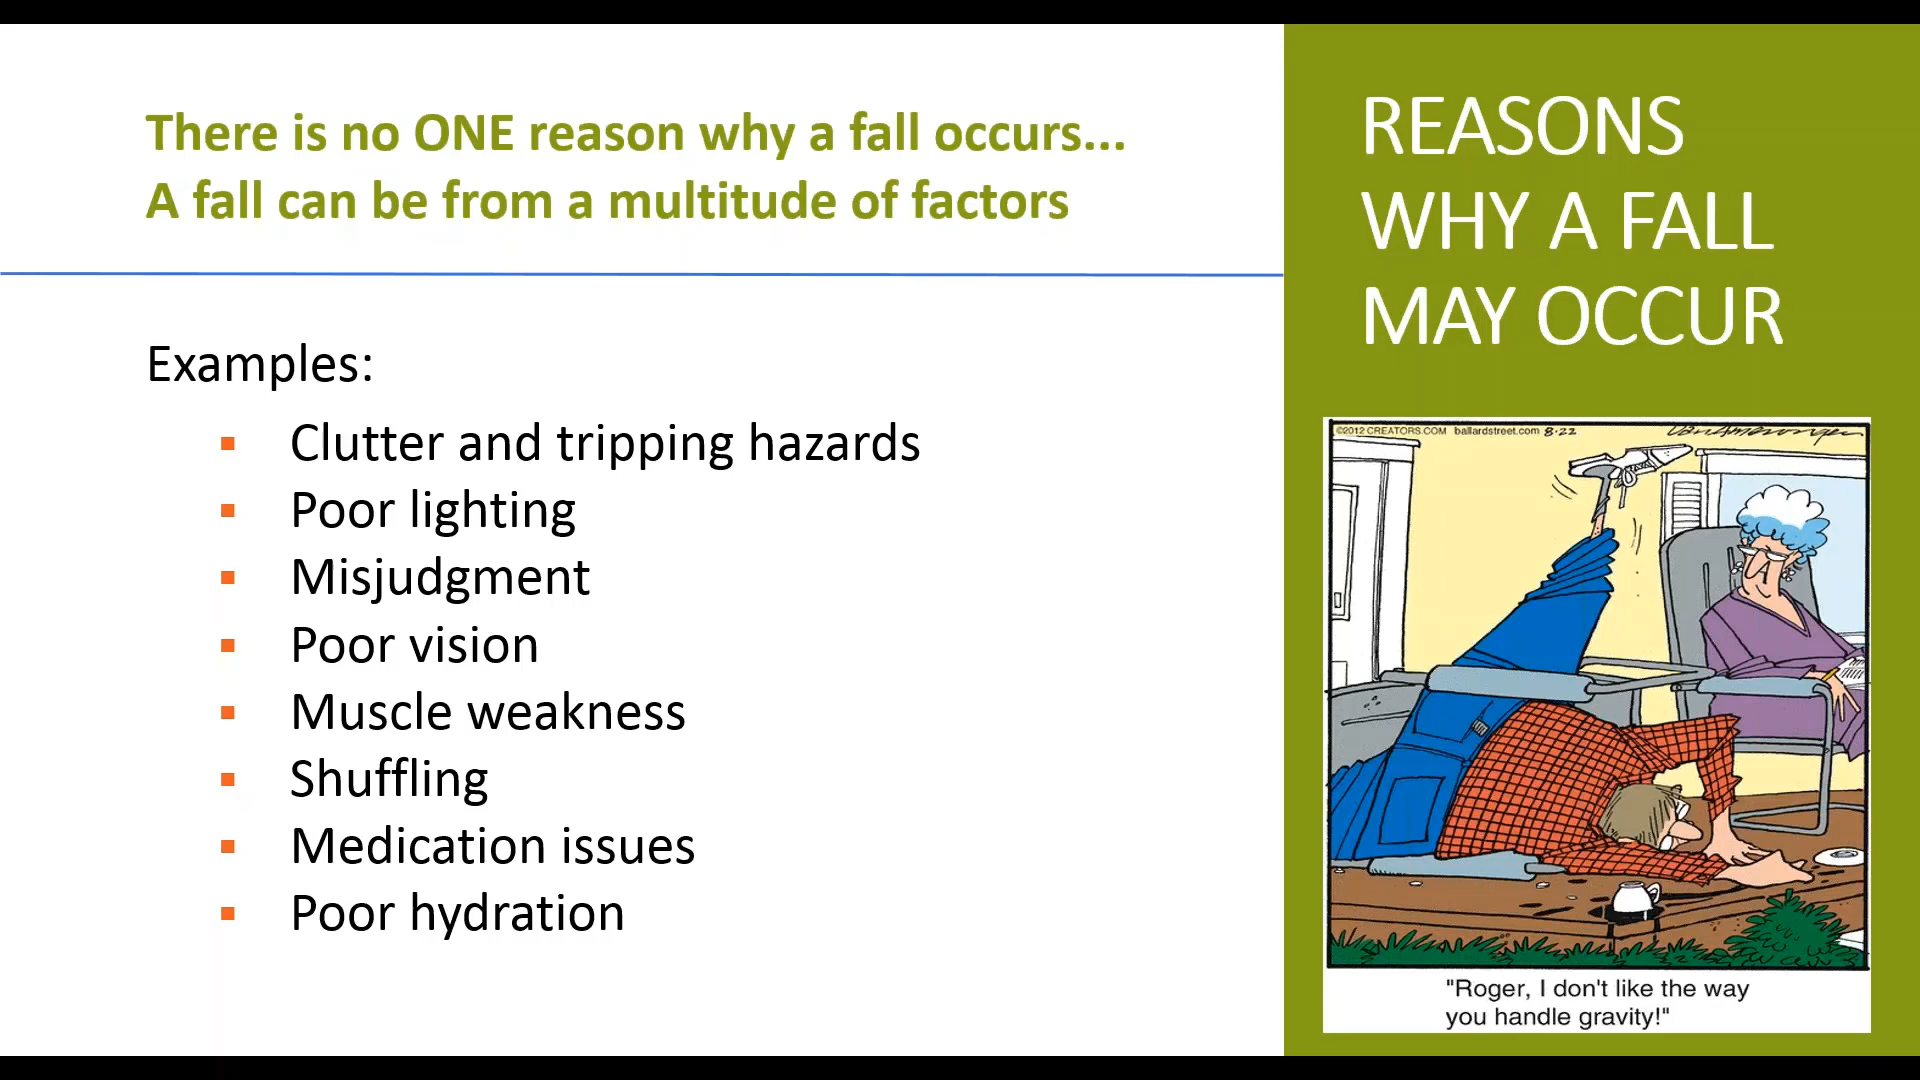 There is no ONE reason why a fall occurs...
A fall can be from a multitude of factors
Examples:
▪ Clutter and tripping hazards
▪ Poor lighting
▪ Misjudgment
▪ Poor vision
▪ Muscle weakness
▪ Shuffling
▪ Medication issues
▪ Poor hydration
REASONS
WHY A FALL
MAY OCCUR
©2012 CREATORS.COM ballardstreet.com 8-22
"Roger, I don't like the way
you handle gravity!"